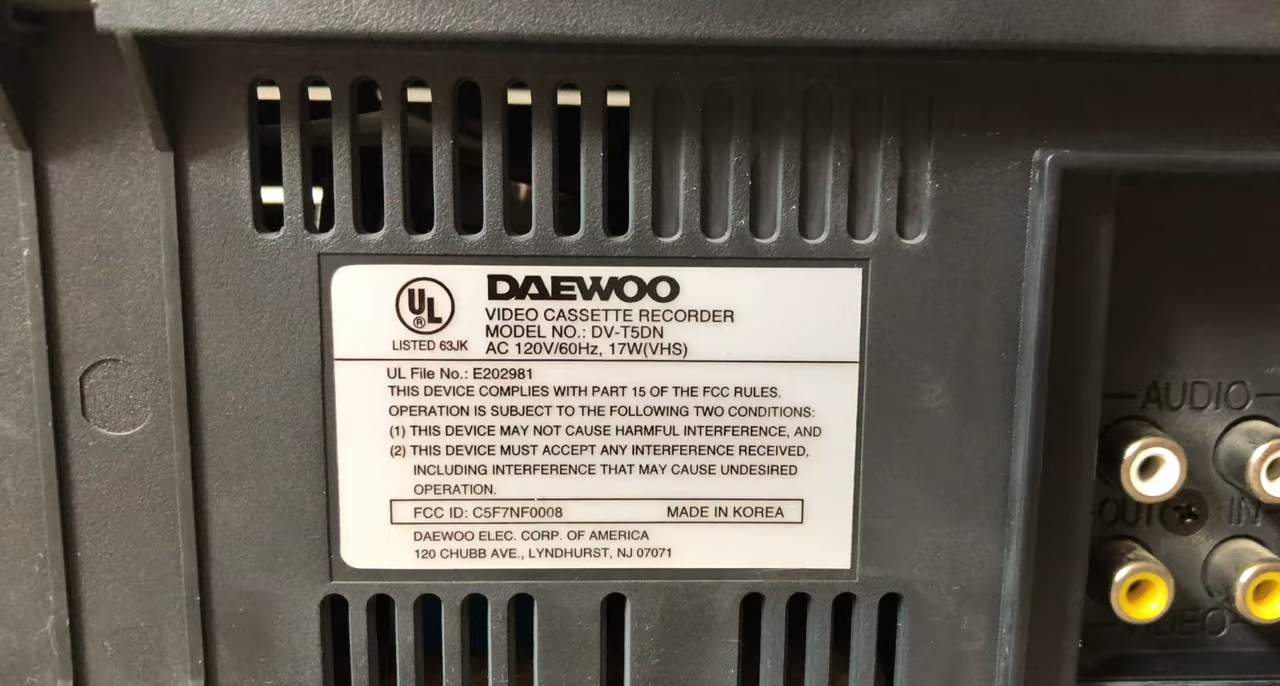 UL
®
LISTED 63JK
DAEWOO
VIDEO CASSETTE RECORDER
MODEL NO.: DV-T5DN
AC 120V/60Hz, 17W(VHS)
UL File No.: E202981
THIS DEVICE COMPLIES WITH PART 15 OF THE FCC RULES.
OPERATION IS SUBJECT TO THE FOLLOWING TWO CONDITIONS:
(1) THIS DEVICE MAY NOT CAUSE HARMFUL INTERFERENCE, AND
(2) THIS DEVICE MUST ACCEPT ANY INTERFERENCE RECEIVED,
INCLUDING INTERFERENCE THAT MAY CAUSE UNDESIRED
OPERATION.
FCC ID: C5F7NF0008 MADE IN KOREA
DAEWOO ELEC. CORP. OF AMERICA
120 CHUBB AVE., LYNDHURST, NJ 07071
AUDIO
OUT IN
VIDEO